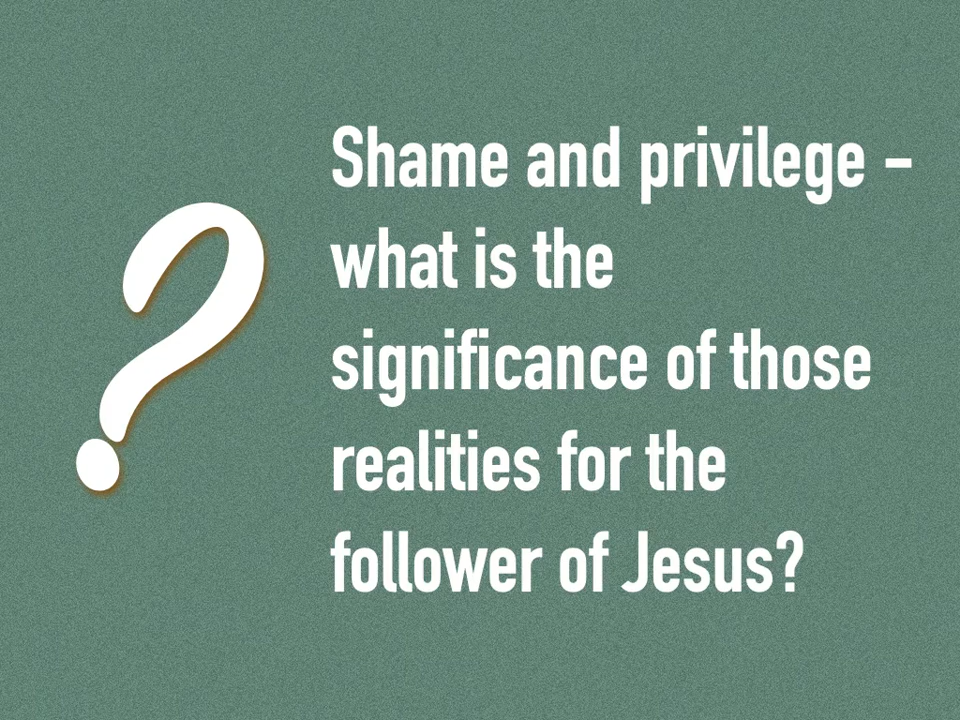 Shame and privilege –
what is the
significance of those
realities for the
follower of Jesus?